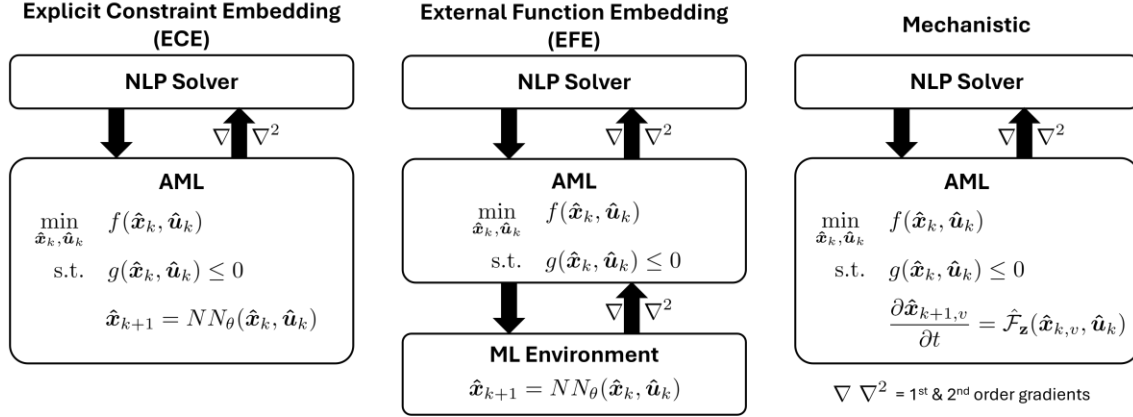 Explicit Constraint Embedding
(ECE)
NLP Solver
∇ ∇²
AML
min f(x̂ₖ, ûₖ)
x̂ₖ,ûₖ
s.t. g(x̂ₖ, ûₖ) ≤ 0
x̂ₖ₊₁ = NN_θ(x̂ₖ, ûₖ)
External Function Embedding
(EFE)
NLP Solver
∇ ∇²
AML
min f(x̂ₖ, ûₖ)
x̂ₖ,ûₖ
s.t. g(x̂ₖ, ûₖ) ≤ 0
∇ ∇²
ML Environment
x̂ₖ₊₁ = NN_θ(x̂ₖ, ûₖ)
Mechanistic
NLP Solver
∇ ∇²
AML
min f(x̂ₖ, ûₖ)
x̂ₖ,ûₖ
s.t. g(x̂ₖ, ûₖ) ≤ 0
∂x̂_{k+1,v}/∂t = F̂_z(x̂_{k,v}, ûₖ)
∇ ∇² = 1st & 2nd order gradients